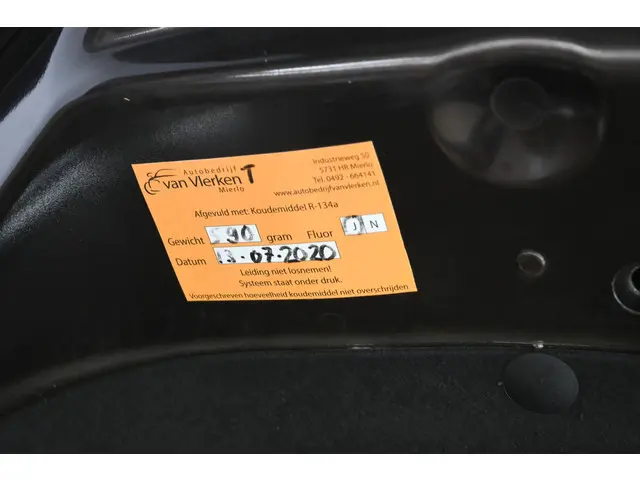 Autobedrijf
van Vlerken T
Mierlo
Industrieweg 50
5731 HR Mierlo
Tel. 0492 - 664141
www.autobedrijfvanvlerken.nl
Afgevuld met: Koudemiddel R-134a
Gewicht 90 gram Fluor J N
Datum 13-07-2020
Leiding niet losnemen!
Systeem staat onder druk.
Voorgeschreven hoeveelheid koudemiddel niet overschrijden